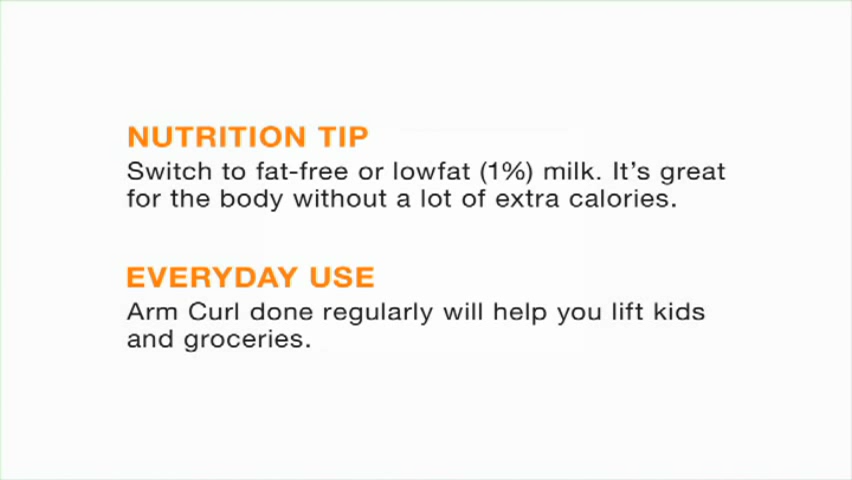 NUTRITION TIP
Switch to fat-free or lowfat (1%) milk. It’s great
for the body without a lot of extra calories.
EVERYDAY USE
Arm Curl done regularly will help you lift kids
and groceries.